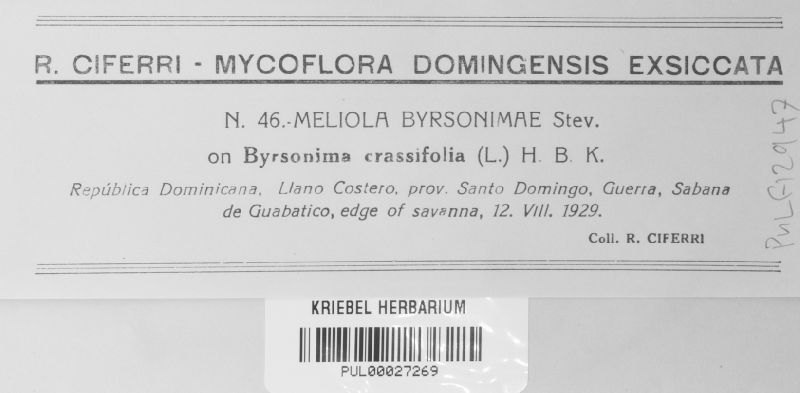 R. CIFERRI - MYCOFLORA DOMINGENSIS EXSICCATA
N. 46.-MELIOLA BYRSONIMAE Stev.
on Byrsonima crassifolia (L.) H. B. K.
República Dominicana, Llano Costero, prov. Santo Domingo, Guerra, Sabana
de Guabatico, edge of savanna, 12. VIII. 1929.
Coll. R. CIFERRI
PULF12947
KRIEBEL HERBARIUM
PUL00027269